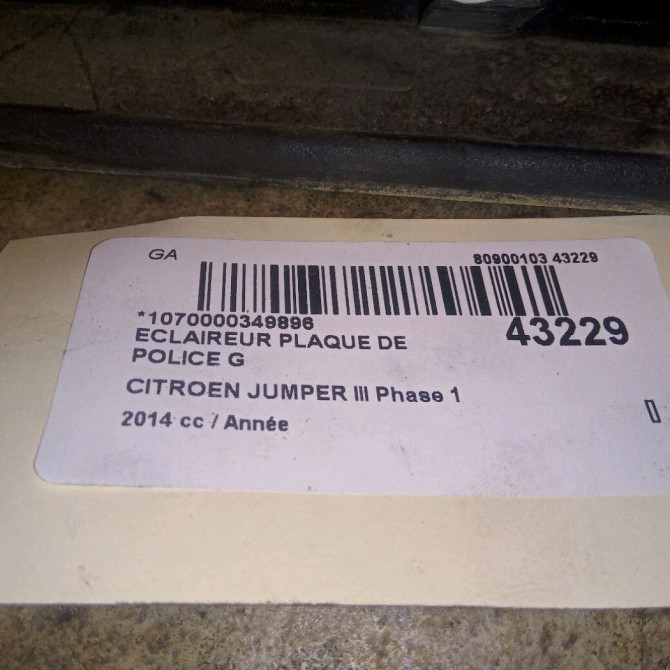 GA
80900103 43229
*1070000349896
43229
ECLAIREUR PLAQUE DE
POLICE G
CITROEN JUMPER III Phase 1
2014 cc / Année